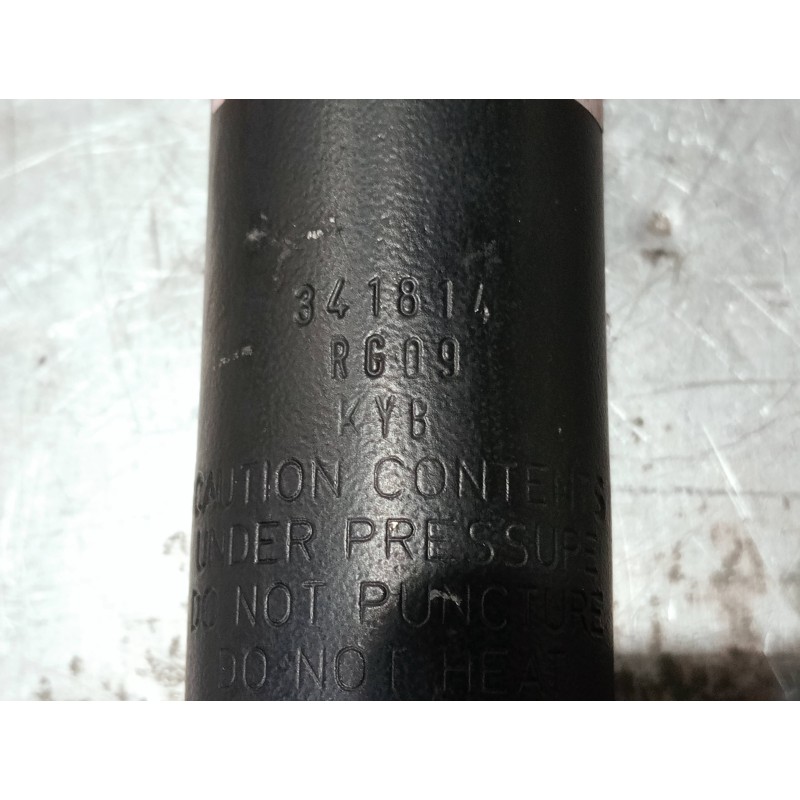 341814
RG09
KYB
CAUTION CONTENTS
UNDER PRESSURE
DO NOT PUNCTURE
DO NOT HEAT